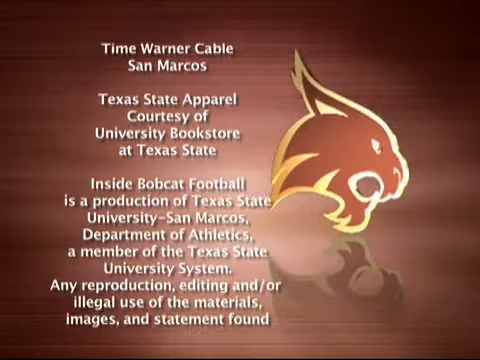 Time Warner Cable
San Marcos
Texas State Apparel
Courtesy of
University Bookstore
at Texas State
Inside Bobcat Football
is a production of Texas State
University-San Marcos,
Department of Athletics,
a member of the Texas State
University System.
Any reproduction, editing and/or
illegal use of the materials,
images, and statement found